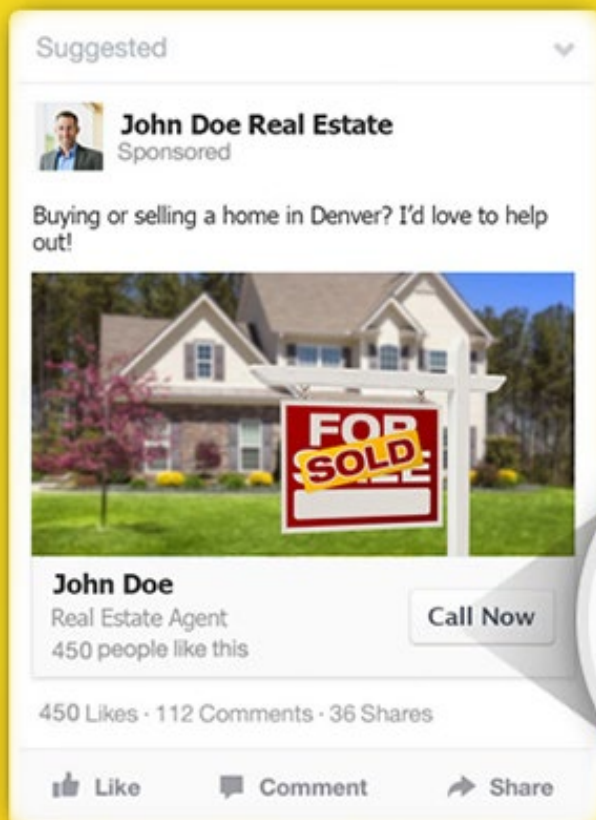 Suggested
John Doe Real Estate
Sponsored
Buying or selling a home in Denver? I'd love to help
out!
FOR
SOLD
John Doe
Real Estate Agent
450 people like this
Call Now
450 Likes · 112 Comments · 36 Shares
Like
Comment
Share